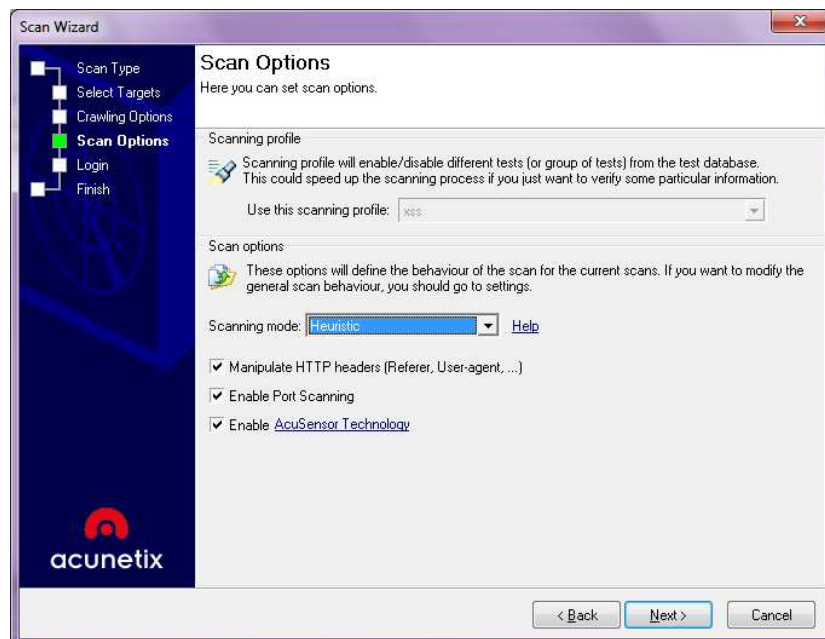 Scan Wizard
Scan Type
Select Targets
Crawling Options
Scan Options
Login
Finish
acunetix
Scan Options
Here you can set scan options.
Scanning profile
Scanning profile will enable/disable different tests (or group of tests) from the test database.
This could speed up the scanning process if you just want to verify some particular information.
Use this scanning profile: xss
Scan options
These options will define the behaviour of the scan for the current scans. If you want to modify the
general scan behaviour, you should go to settings.
Scanning mode: Heuristic Help
Manipulate HTTP headers (Referer, User-agent, ...)
Enable Port Scanning
Enable AcuSensor Technology
< Back Next > Cancel